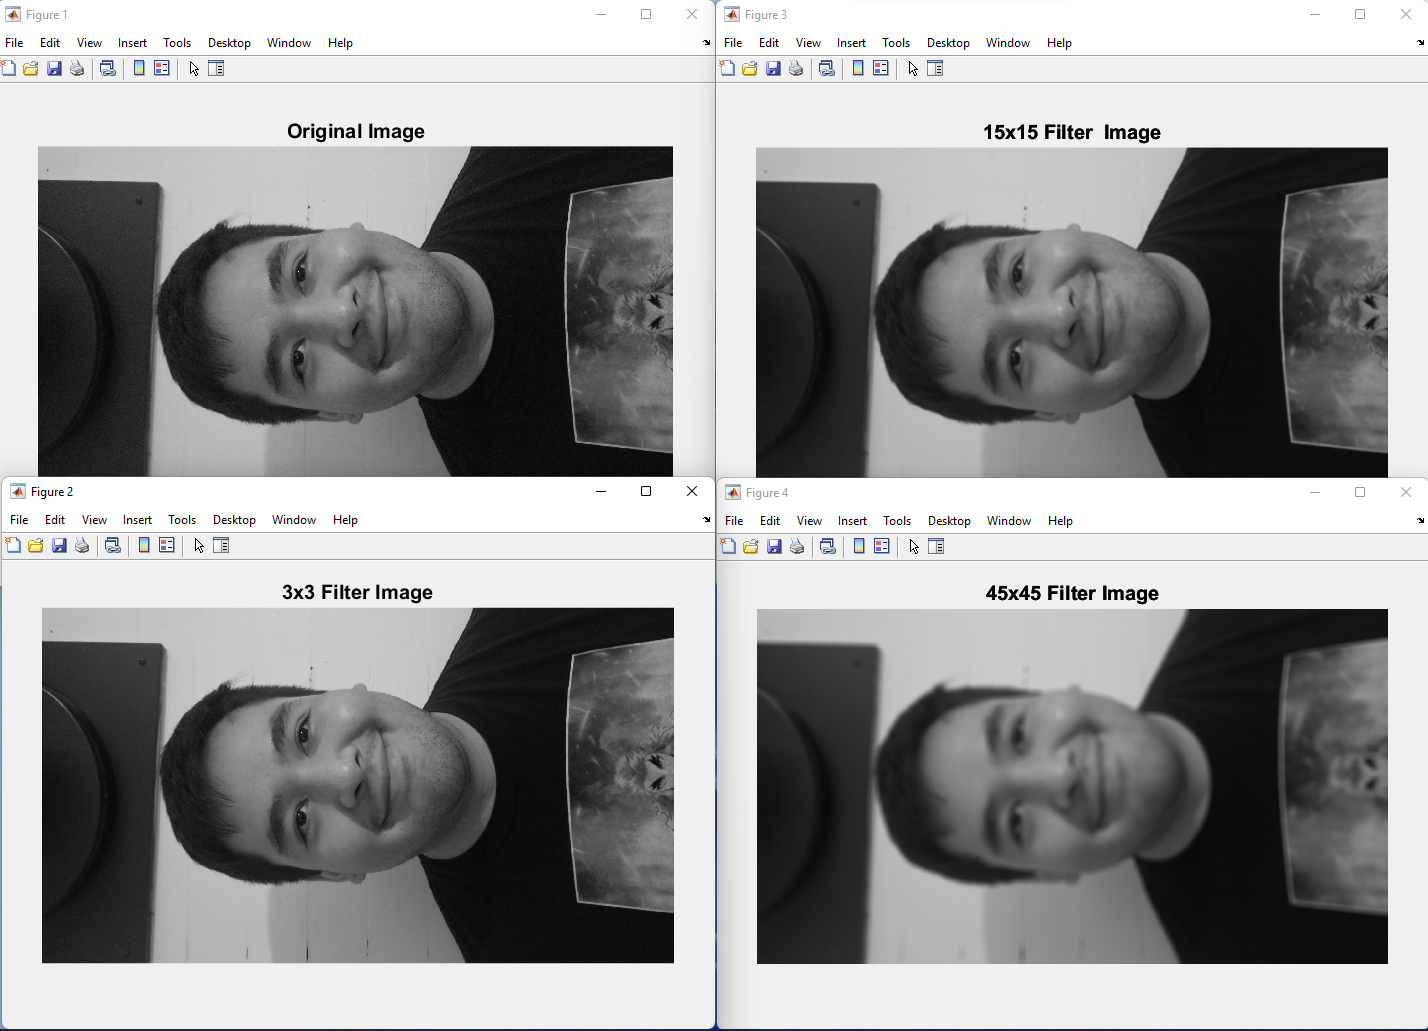 Figure 1
File Edit View Insert Tools Desktop Window Help
Original Image
Figure 3
File Edit View Insert Tools Desktop Window Help
15x15 Filter  Image
Figure 2
File Edit View Insert Tools Desktop Window Help
3x3 Filter Image
Figure 4
File Edit View Insert Tools Desktop Window Help
45x45 Filter Image